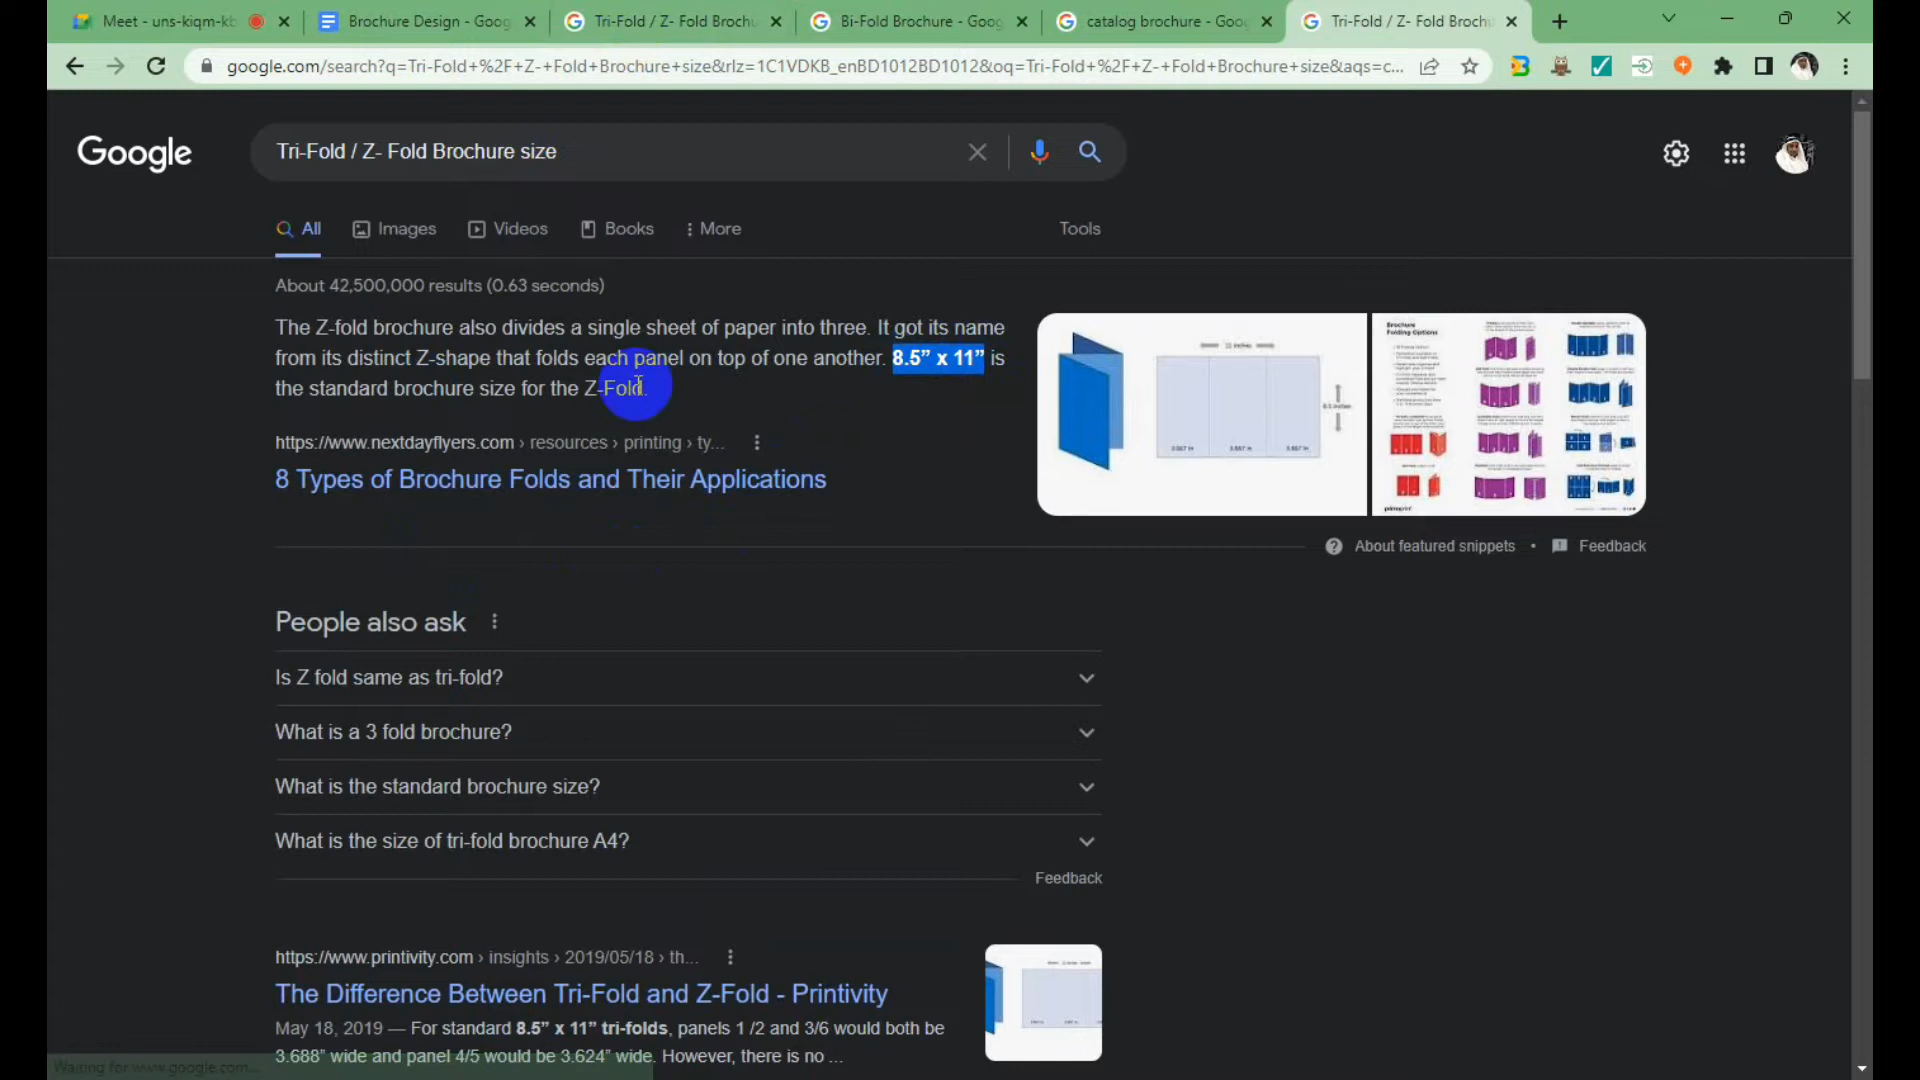 Meet - uns-kiqm-kb
Brochure Design - Goog
Tri-Fold / Z- Fold Brochu
Bi-Fold Brochure - Goog
catalog brochure - Goog
Tri-Fold / Z- Fold Brochu
google.com/search?q=Tri-Fold+%2F+Z-+Fold+Brochure+size&rlz=1C1VDKB_enBD1012BD1012&oq=Tri-Fold+%2F+Z-+Fold+Brochure+size&aqs=c...
Google
Tri-Fold / Z- Fold Brochure size
All
Images
Videos
Books
More
Tools
About 42,500,000 results (0.63 seconds)
The Z-fold brochure also divides a single sheet of paper into three. It got its name
from its distinct Z-shape that folds each panel on top of one another. 8.5” x 11” is
the standard brochure size for the Z-Fold.
Brochure
Folding Options
https://www.nextdayflyers.com › resources › printing › ty...
8 Types of Brochure Folds and Their Applications
About featured snippets • Feedback
People also ask
Is Z fold same as tri-fold?
What is a 3 fold brochure?
What is the standard brochure size?
What is the size of tri-fold brochure A4?
Feedback
https://www.printivity.com › insights › 2019/05/18 › th...
The Difference Between Tri-Fold and Z-Fold - Printivity
May 18, 2019 — For standard 8.5” x 11” tri-folds, panels 1 /2 and 3/6 would both be
3.688” wide and panel 4/5 would be 3.624” wide. However, there is no ...
Waiting for www.google.com...